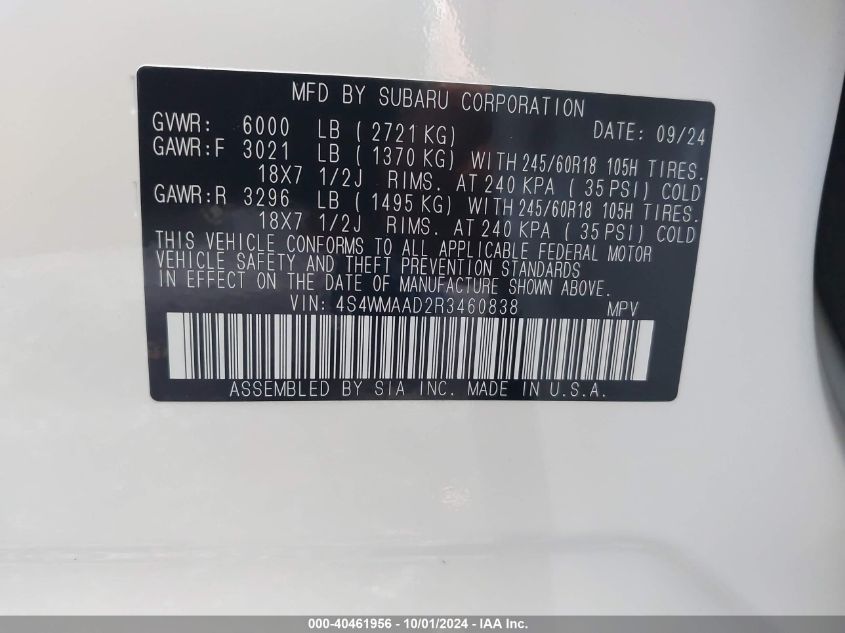 MFD BY SUBARU CORPORATION
GVWR: 6000 LB ( 2721 KG) DATE: 09/24
GAWR:F 3021 LB ( 1370 KG) WITH 245/60R18 105H TIRES.
18X7 1/2J RIMS. AT 240 KPA ( 35 PSI) COLD
GAWR:R 3296 LB ( 1495 KG) WITH 245/60R18 105H TIRES.
18X7 1/2J RIMS. AT 240 KPA ( 35 PSI) COLD
THIS VEHICLE CONFORMS TO ALL APPLICABLE FEDERAL MOTOR
VEHICLE SAFETY AND THEFT PREVENTION STANDARDS
IN EFFECT ON THE DATE OF MANUFACTURE SHOWN ABOVE.
VIN: 4S4WMAAD2R3460838 MPV
ASSEMBLED BY SIA INC. MADE IN U.S.A.
000-40461956 - 10/01/2024 - IAA Inc.